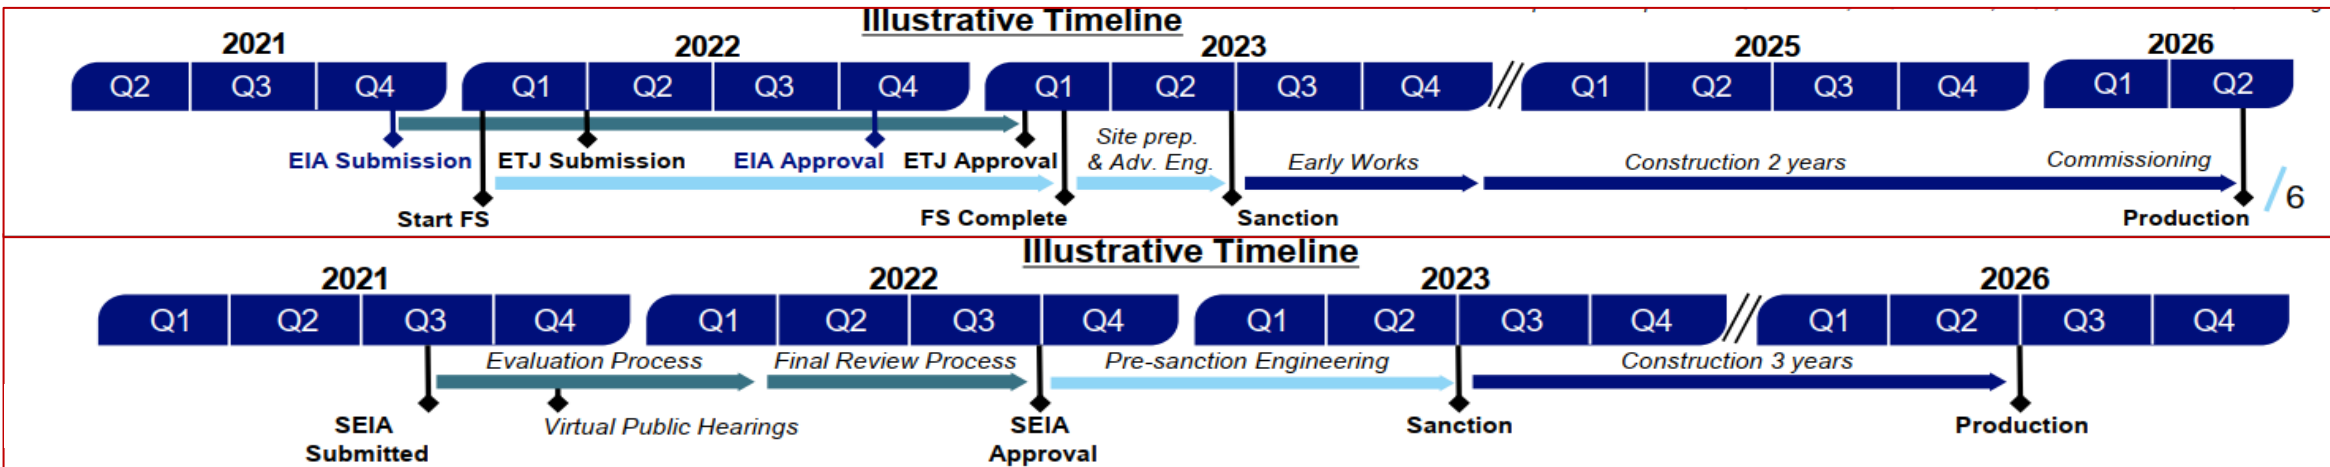 Illustrative Timeline
2021 2022 2023 2025 2026
Q2 Q3 Q4 Q1 Q2 Q3 Q4 Q1 Q2 Q3 Q4 Q1 Q2 Q3 Q4 Q1 Q2
Site prep.
EIA Submission ETJ Submission EIA Approval ETJ Approval & Adv. Eng. Early Works Construction 2 years Commissioning
Start FS FS Complete Sanction Production /6
Illustrative Timeline
2021 2022 2023 2026
Q1 Q2 Q3 Q4 Q1 Q2 Q3 Q4 Q1 Q2 Q3 Q4 // Q1 Q2 Q3 Q4
Evaluation Process Final Review Process Pre-sanction Engineering Construction 3 years
SEIA Virtual Public Hearings SEIA Sanction Production
Submitted Approval